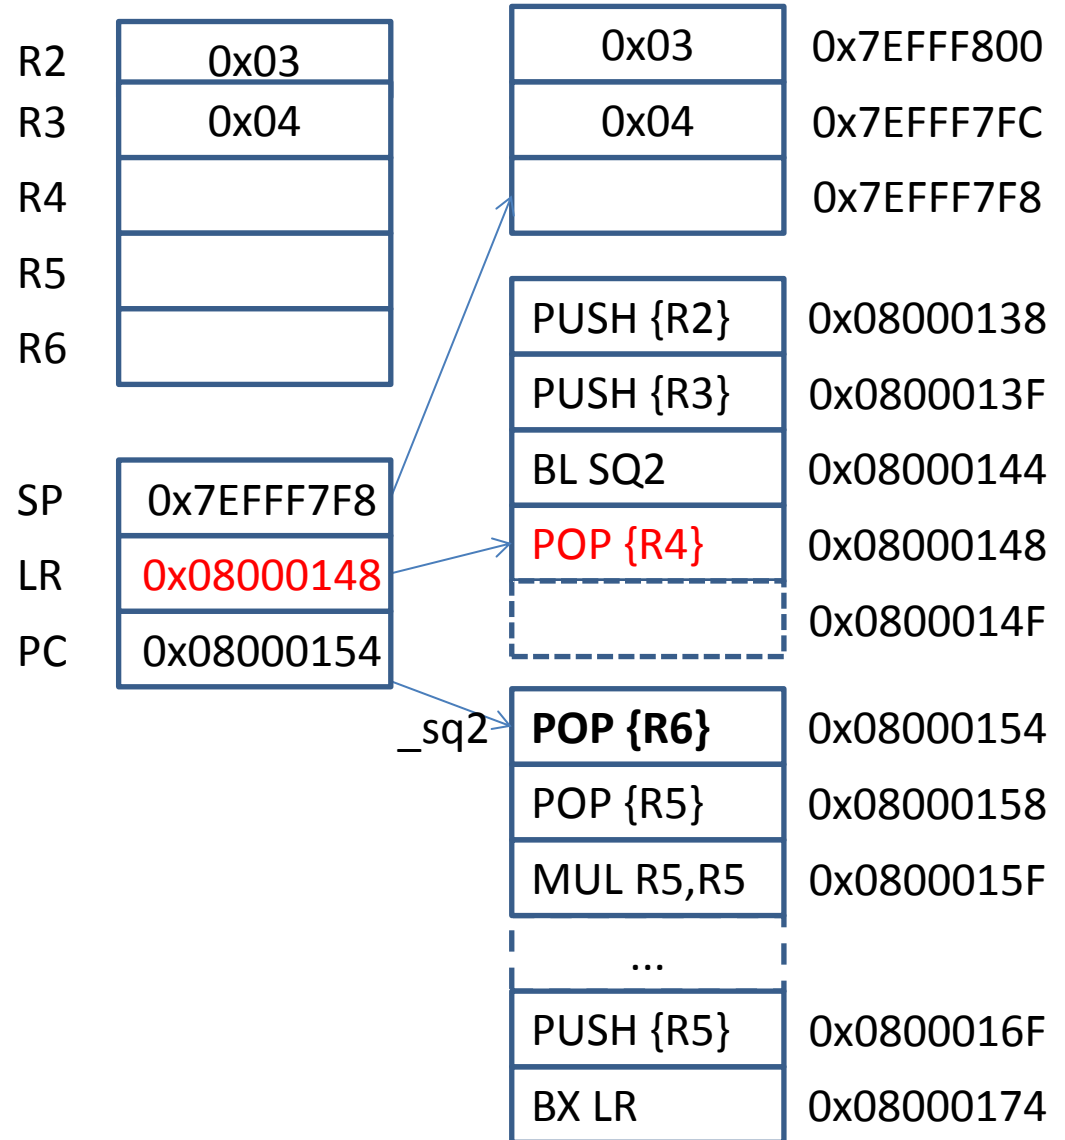 R2 0x03
R3 0x04
R4
R5
R6
SP 0x7EFFF7F8
LR 0x08000148
PC 0x08000154
0x03 0x7EFFF800
0x04 0x7EFFF7FC
0x7EFFF7F8
PUSH {R2} 0x08000138
PUSH {R3} 0x0800013F
BL SQ2 0x08000144
POP {R4} 0x08000148
0x0800014F
_sq2 POP {R6} 0x08000154
POP {R5} 0x08000158
MUL R5,R5 0x0800015F
...
PUSH {R5} 0x0800016F
BX LR 0x08000174